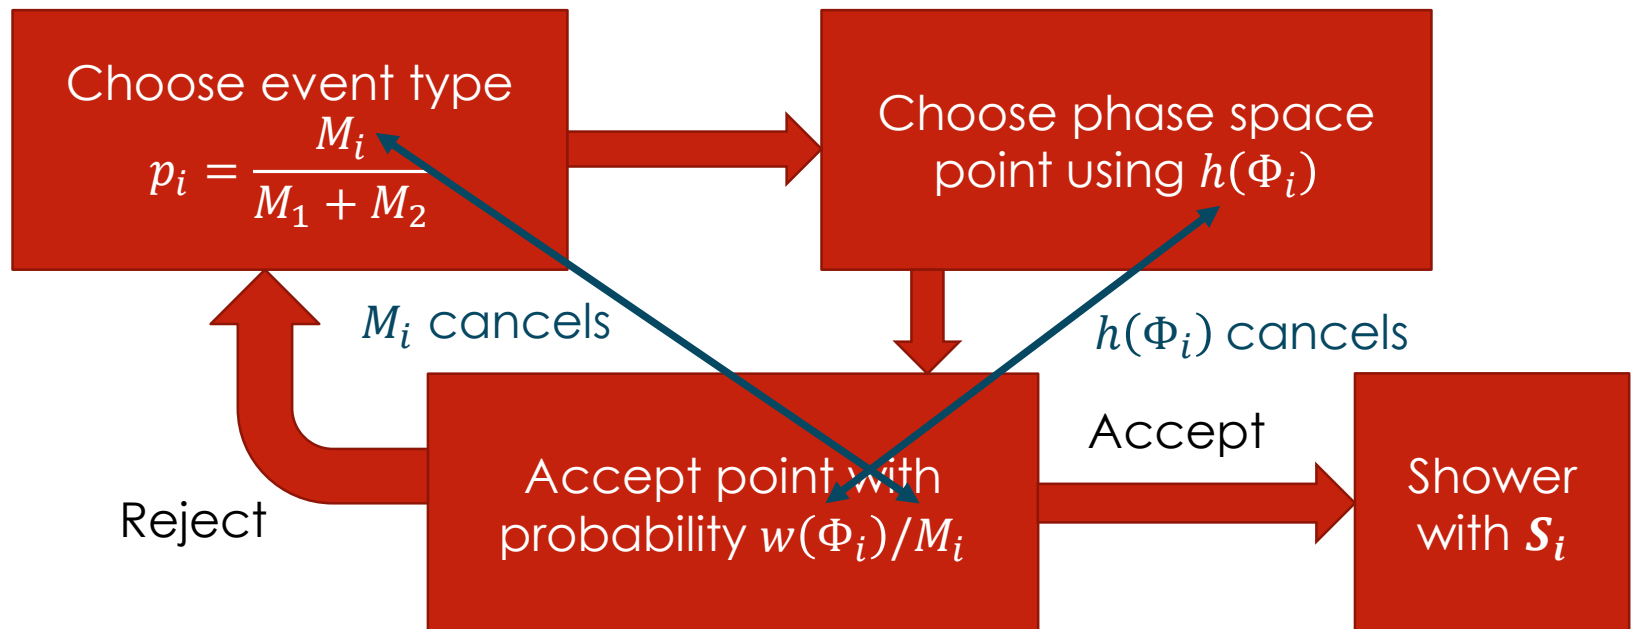 Choose event type
p_i = M_i / (M_1 + M_2)
Choose phase space
point using h(Φ_i)
M_i cancels
h(Φ_i) cancels
Reject
Accept point with
probability w(Φ_i)/M_i
Accept
Shower
with S_i